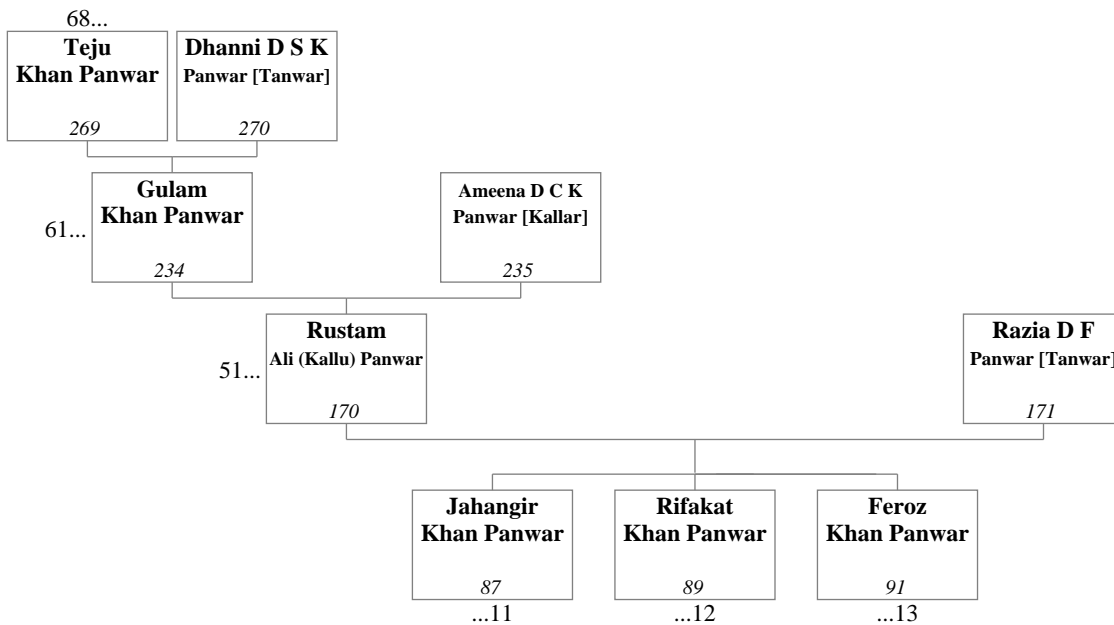 68...
Teju
Khan Panwar
269
Dhanni D S K
Panwar [Tanwar]
270
61...
Gulam
Khan Panwar
234
Ameena D C K
Panwar [Kallar]
235
51...
Rustam
Ali (Kallu) Panwar
170
Razia D F
Panwar [Tanwar]
171
Jahangir
Khan Panwar
87
...11
Rifakat
Khan Panwar
89
...12
Feroz
Khan Panwar
91
...13